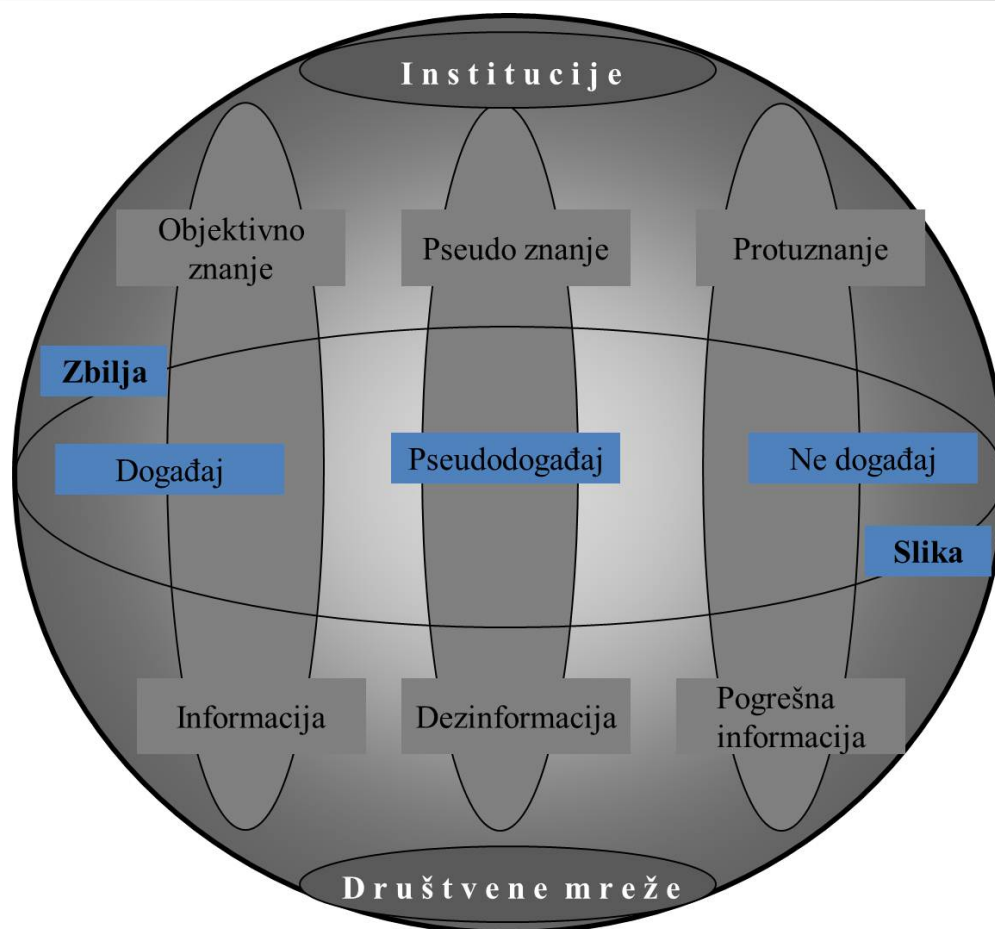 Institucije
Objektivno
znanje
Pseudo znanje
Protuznanje
Zbilja
Događaj
Pseudodogađaj
Ne događaj
Slika
Informacija
Dezinformacija
Pogrešna
informacija
Društvene mreže